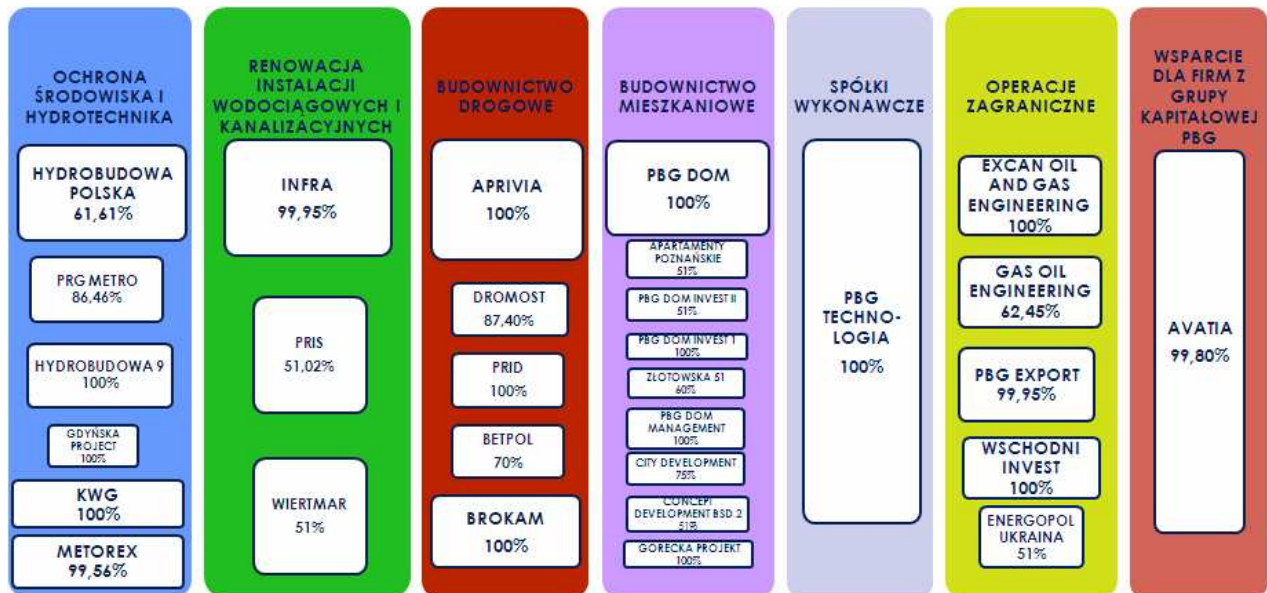 OCHRONA
ŚRODOWISKA I
HYDROTECHNIKA
HYDROBUDOWA
POLSKA
61,61%
PRG METRO
86,46%
HYDROBUDOWA 9
100%
GDYŃSKA
PROJECT
100%
KWG
100%
METOREX
99,56%
RENOWACJA
INSTALACJI
WODOCIĄGOWYCH I
KANALIZACYJNYCH
INFRA
99,95%
PRIS
51,02%
WIERTMAR
51%
BUDOWNICTWO
DROGOWE
APRIVIA
100%
DROMOST
87,40%
PRID
100%
BETPOL
70%
BROKAM
100%
BUDOWNICTWO
MIESZKANIOWE
PBG DOM
100%
APARTAMENTY
POZNAŃSKIE
51%
PBG DOM INVEST II
51%
PBG DOM INVEST 1
100%
ZŁOTOWSKA 51
60%
PBG DOM
MANAGEMENT
100%
CITY DEVELOPMENT
75%
CONCEPT
DEVELOPMENT BSD 2
51%
GÓRECKA PROJEKT
100%
SPÓŁKI
WYKONAWCZE
PBG
TECHNO-
LOGIA
100%
OPERACJE
ZAGRANICZNE
EXCAN OIL
AND GAS
ENGINEERING
100%
GAS OIL
ENGINEERING
62,45%
PBG EXPORT
99,95%
WSCHODNI
INVEST
100%
ENERGOPOL
UKRAINA
51%
WSPARCIE
DLA FIRM Z
GRUPY
KAPITAŁOWEJ
PBG
AVATIA
99,80%